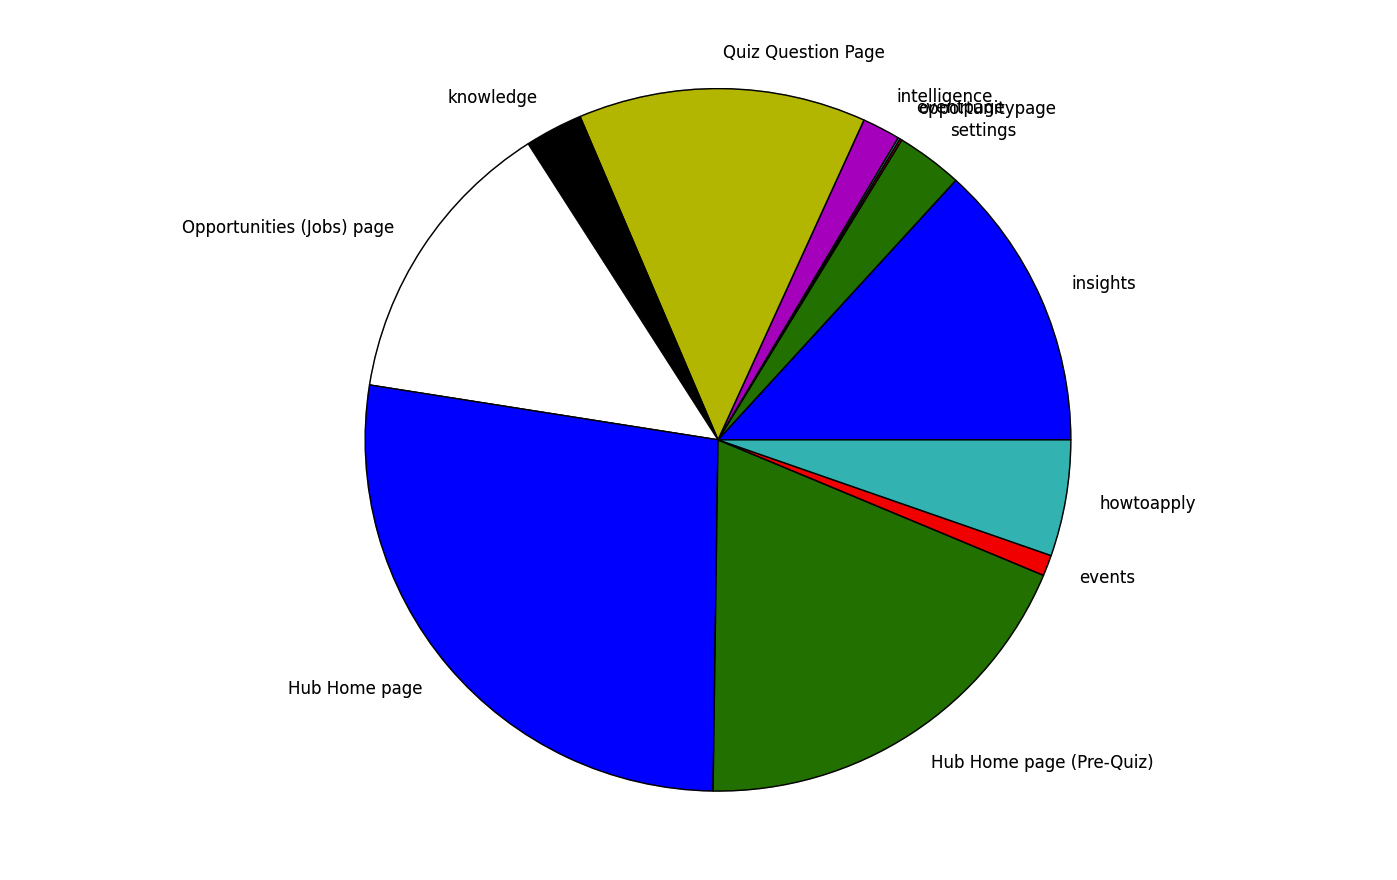 Quiz Question Page
intelligence
knowledge
opportunitypage
settings
Opportunities (Jobs) page
insights
howtoapply
events
Hub Home page
Hub Home page (Pre-Quiz)